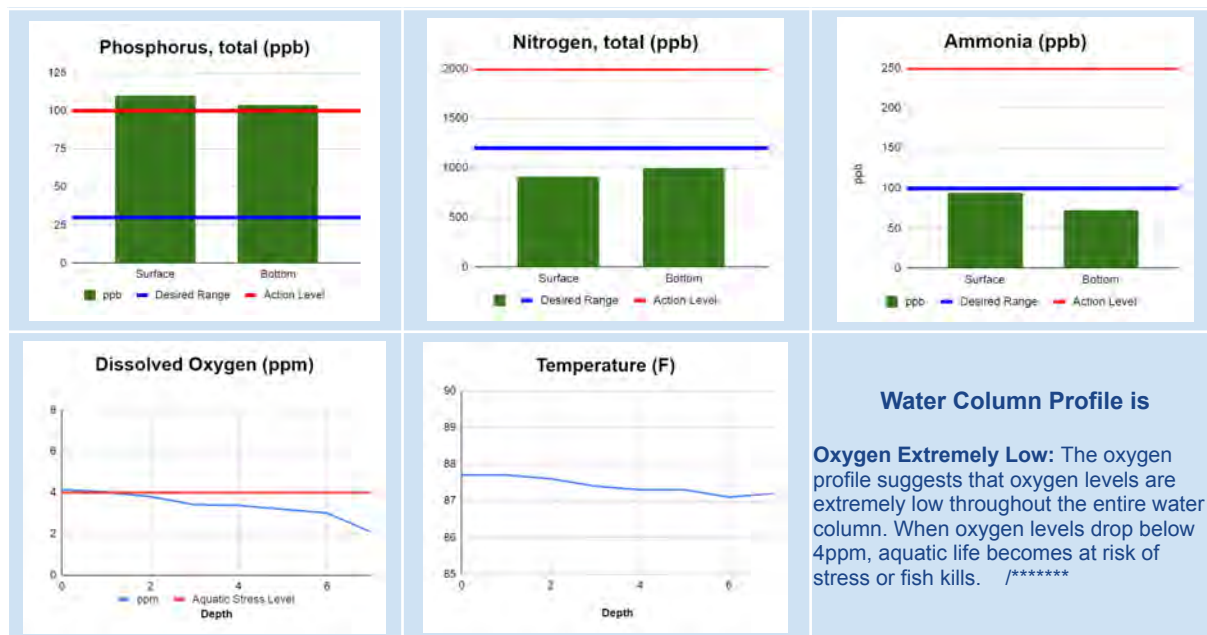 Phosphorus, total (ppb)
125
100
75
50
25
0
Surface Bottom
ppb Desired Range Action Level
Nitrogen, total (ppb)
2000
1500
1000
500
0
Surface Bottom
Desired Range Action Level
Ammonia (ppb)
ppb
250
200
150
100
50
0
Surface Bottom
ppb Desired Range Action Level
Dissolved Oxygen (ppm)
8
6
4
2
0
0 2 4 6
ppm Aquatic Stress Level
Depth
Temperature (F)
90
89
88
87
86
85
0 2 4 6
Depth
Water Column Profile is
Oxygen Extremely Low: The oxygen
profile suggests that oxygen levels are
extremely low throughout the entire water
column. When oxygen levels drop below
4ppm, aquatic life becomes at risk of
stress or fish kills. /*******